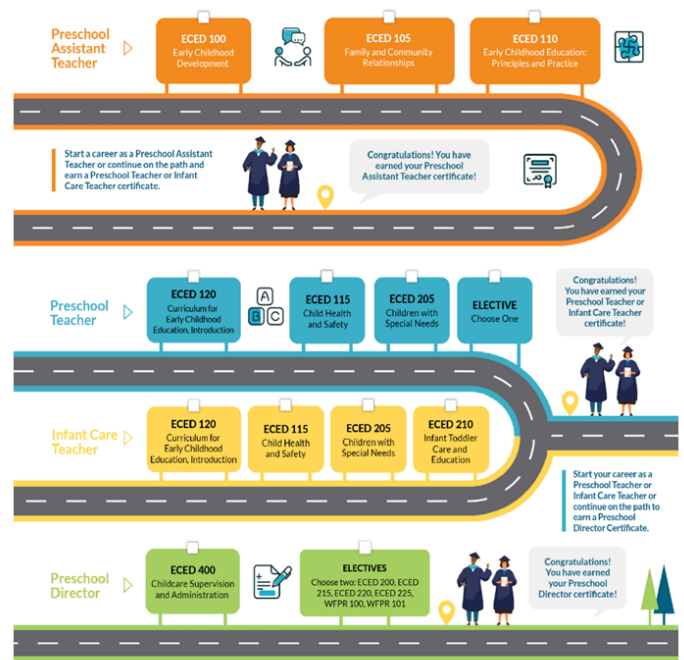 Preschool
Assistant
Teacher
ECED 100
Early Childhood
Development
ECED 105
Family and Community
Relationships
ECED 110
Early Childhood Education:
Principles and Practice
Start a career as a Preschool Assistant
Teacher or continue on the path and
earn a Preschool Teacher or Infant
Care Teacher certificate.
Congratulations! You have
earned your Preschool
Assistant Teacher certificate!
Preschool
Teacher
ECED 120
Curriculum for
Early Childhood
Education, Introduction
A
B C
ECED 115
Child Health
and Safety
ECED 205
Children with
Special Needs
ELECTIVE
Choose One
Congratulations!
You have earned your
Preschool Teacher or
Infant Care Teacher
certificate!
Infant Care
Teacher
ECED 120
Curriculum for
Early Childhood
Education, Introduction
ECED 115
Child Health
and Safety
ECED 205
Children with
Special Needs
ECED 210
Infant Toddler
Care and
Education
Start your career as a
Preschool Teacher or
Infant Care Teacher or
continue on the path to
earn a Preschool
Director Certificate.
Preschool
Director
ECED 400
Childcare Supervision
and Administration
ELECTIVES
Choose two: ECED 200, ECED
215, ECED 220, ECED 225,
WFPR 100, WFPR 101
Congratulations!
You have earned
your Preschool
Director certificate!